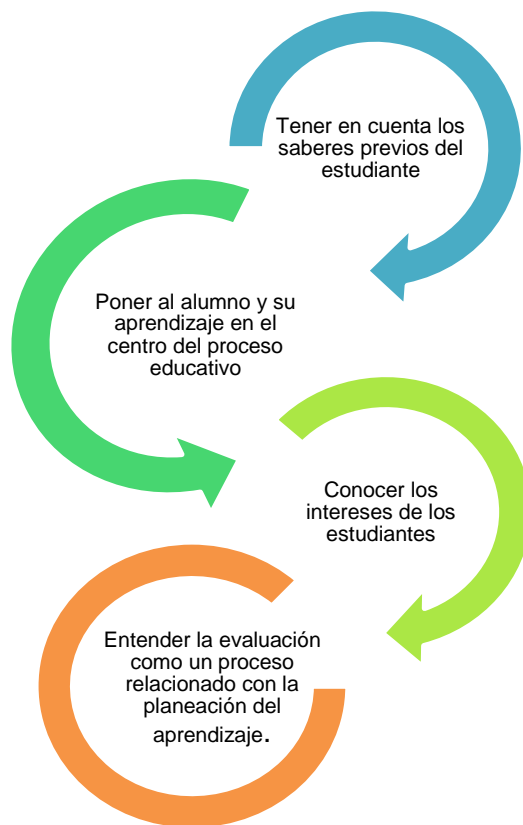 Tener en cuenta los
saberes previos del
estudiante
Poner al alumno y su
aprendizaje en el
centro del proceso
educativo
Conocer los
intereses de los
estudiantes
Entender la evaluación
como un proceso
relacionado con la
planeación del
aprendizaje.